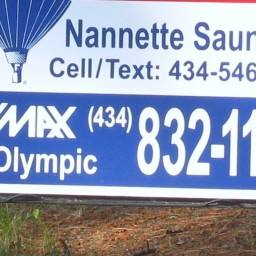 Nannette Saun
Cell/Text: 434-546
MAX (434) 832-11
Olympic